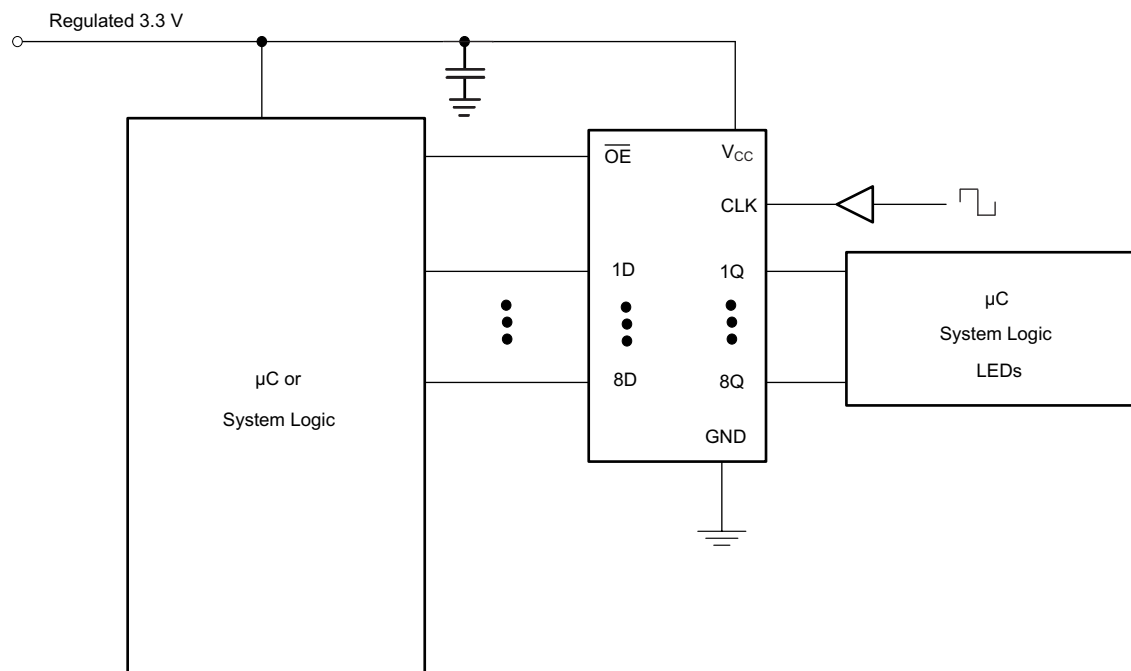 Regulated 3.3 V
OE
VCC
CLK
1D
1Q
8D
8Q
GND
µC or
System Logic
µC
System Logic
LEDs